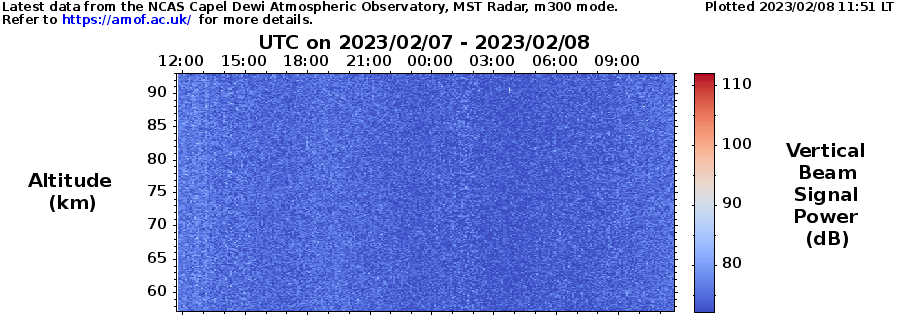 Latest data from the NCAS Capel Dewi Atmospheric Observatory, MST Radar, m300 mode.
Plotted 2023/02/08 11:51 LT
Refer to https://amof.ac.uk/ for more details.
UTC on 2023/02/07 - 2023/02/08
12:00 15:00 18:00 21:00 00:00 03:00 06:00 09:00
90
85
80
75
70
65
60
Altitude
(km)
110
100
90
80
Vertical
Beam
Signal
Power
(dB)